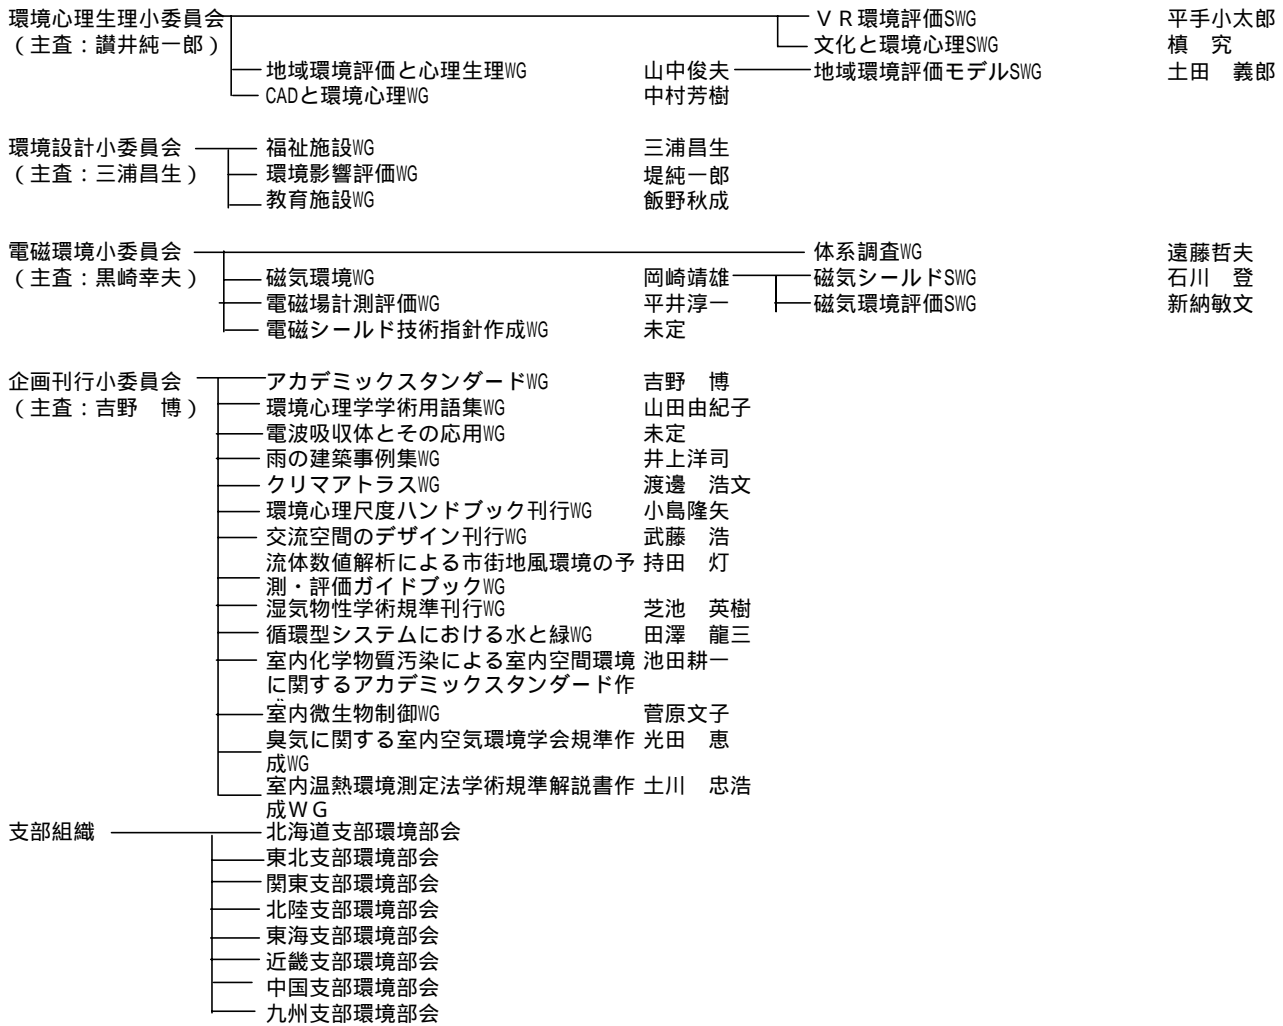 環境心理生理小委員会 ＶＲ環境評価SWG 平手小太郎
（主査：讃井純一郎） 文化と環境心理SWG 槙　究
地域環境評価と心理生理WG 山中俊夫 地域環境評価モデルSWG 土田　義郎
CADと環境心理WG 中村芳樹
環境設計小委員会 福祉施設WG 三浦昌生
（主査：三浦昌生） 環境影響評価WG 堤純一郎
教育施設WG 飯野秋成
電磁環境小委員会 体系調査WG 遠藤哲夫
（主査：黒崎幸夫） 磁気環境WG 岡崎靖雄 磁気シールドSWG 石川　登
電磁場計測評価WG 平井淳一 磁気環境評価SWG 新納敏文
電磁シールド技術指針作成WG 未定
企画刊行小委員会 アカデミックスタンダードWG 吉野　博
（主査：吉野　博） 環境心理学学術用語集WG 山田由紀子
電波吸収体とその応用WG 未定
雨の建築事例集WG 井上洋司
クリマアトラスWG 渡邊　浩文
環境心理尺度ハンドブック刊行WG 小島隆矢
交流空間のデザイン刊行WG 武藤　浩
流体数値解析による市街地風環境の予 持田　灯
測・評価ガイドブックWG
湿気物性学術規準刊行WG 芝池　英樹
循環型システムにおける水と緑WG 田澤　龍三
室内化学物質汚染による室内空間環境 池田耕一
に関するアカデミックスタンダード作
室内微生物制御WG 菅原文子
臭気に関する室内空気環境学会規準作 光田　恵
成WG
室内温熱環境測定法学術規準解説書作 土川　忠浩
成ＷＧ
支部組織 北海道支部環境部会
東北支部環境部会
関東支部環境部会
北陸支部環境部会
東海支部環境部会
近畿支部環境部会
中国支部環境部会
九州支部環境部会